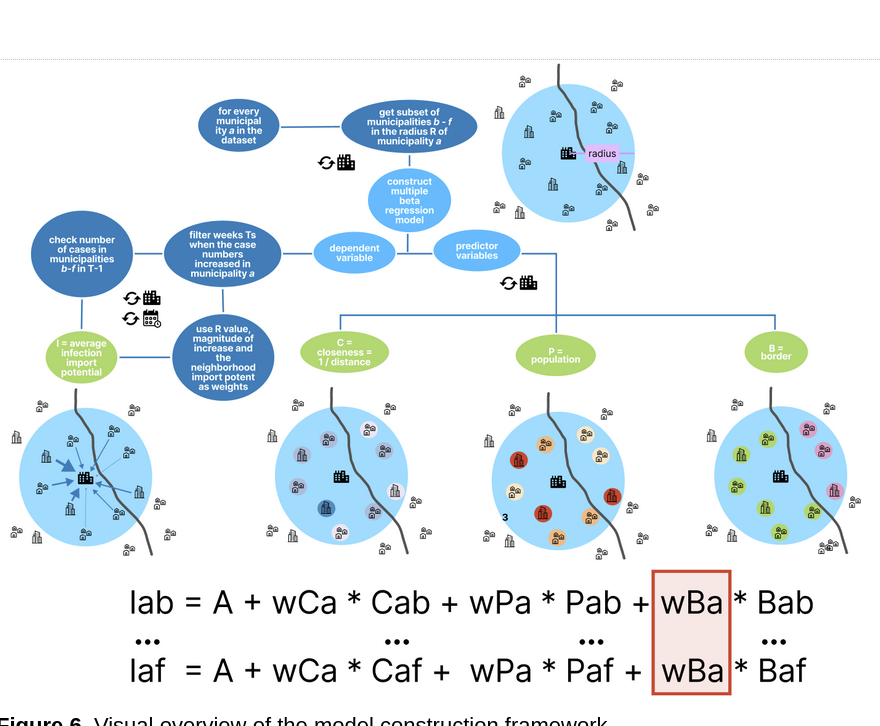 for every
municipal
ity a in the
dataset
get subset of
municipalities b - f
in the radius R of
municipality a
radius
construct
multiple
beta
regression
model
check number
of cases in
municipalities
b-f in T-1
filter weeks Ts
when the case
numbers
increased in
municipality a
dependent
variable
predictor
variables
I = average
infection
import
potential
use R value,
magnitude of
increase and
the
neighborhood
import potent
as weights
C =
closeness =
1 / distance
P =
population
B =
border
3
Iab = A + wCa * Cab + wPa * Pab + wBa * Bab
... ... ... ...
Iaf = A + wCa * Caf + wPa * Paf + wBa * Baf
Figure 6. Visual overview of the model construction framework